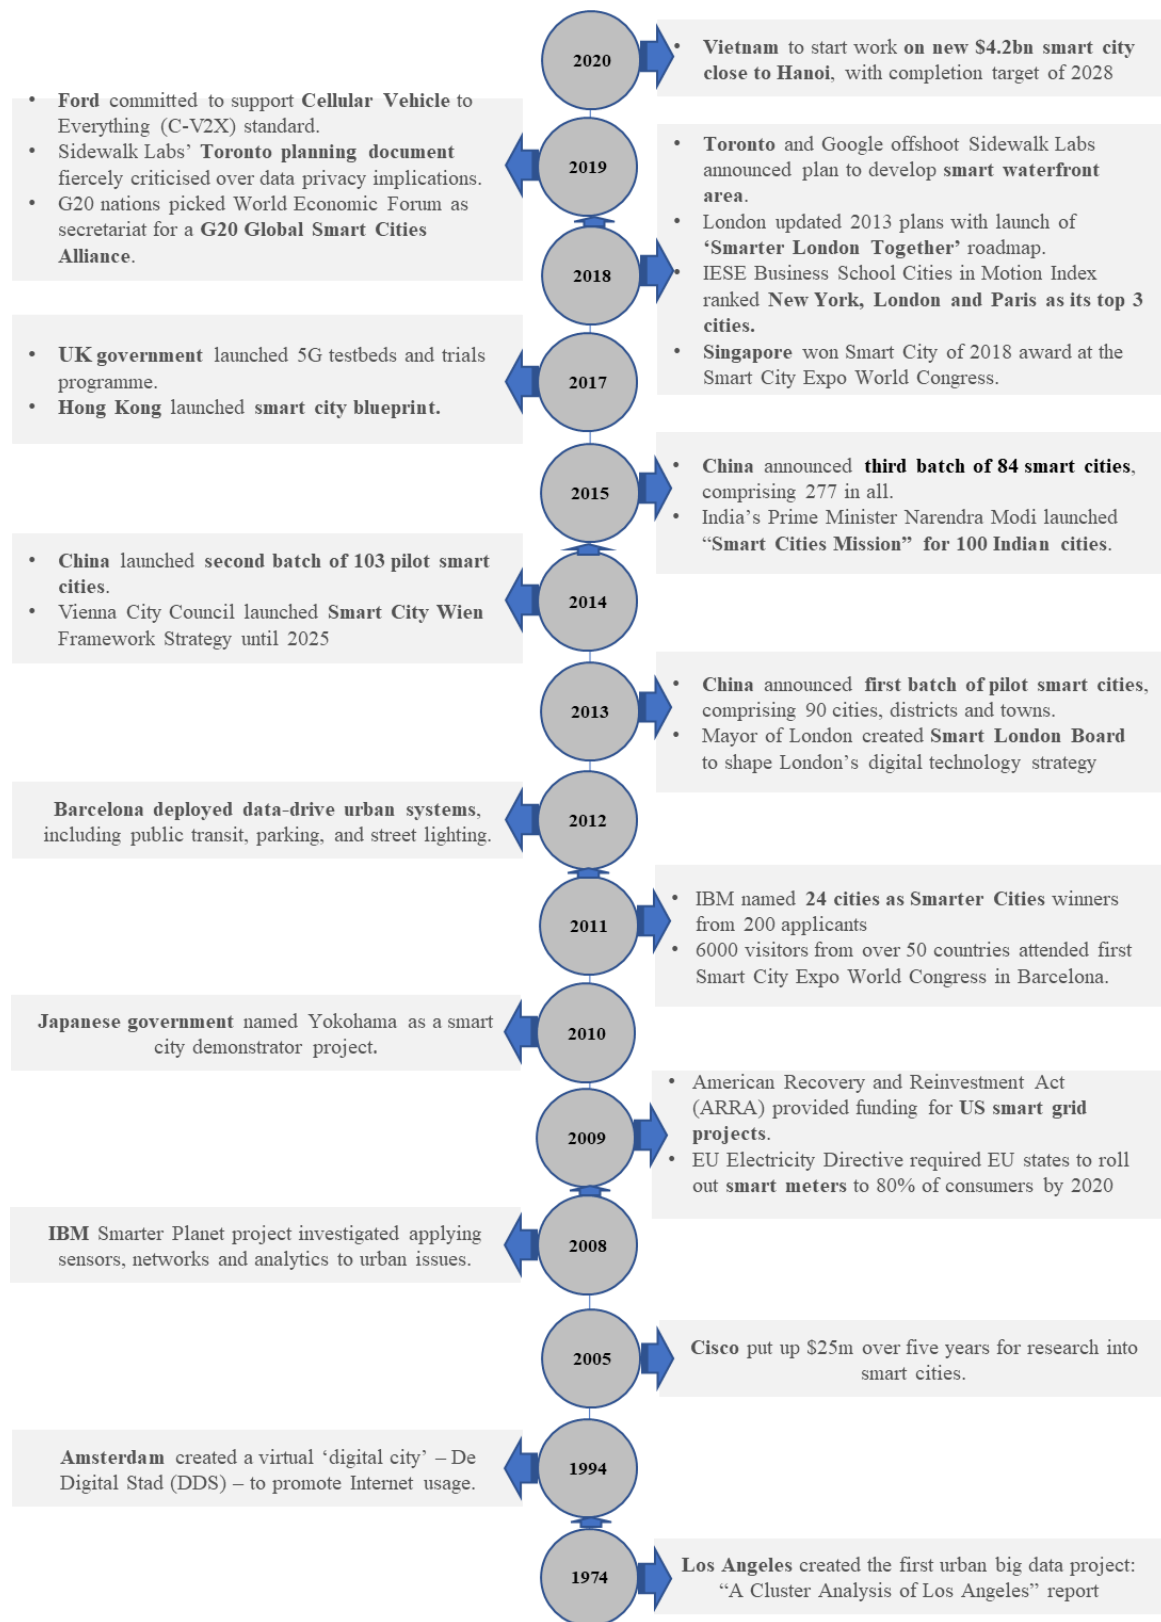 2020
• Vietnam to start work on new $4.2bn smart city
close to Hanoi, with completion target of 2028
• Ford committed to support Cellular Vehicle to
Everything (C-V2X) standard.
• Sidewalk Labs’ Toronto planning document
fiercely criticised over data privacy implications.
• G20 nations picked World Economic Forum as
secretariat for a G20 Global Smart Cities
Alliance.
2019
• Toronto and Google offshoot Sidewalk Labs
announced plan to develop smart waterfront
area.
• London updated 2013 plans with launch of
‘Smarter London Together’ roadmap.
• IESE Business School Cities in Motion Index
ranked New York, London and Paris as its top 3
cities.
• Singapore won Smart City of 2018 award at the
Smart City Expo World Congress.
2018
• UK government launched 5G testbeds and trials
programme.
• Hong Kong launched smart city blueprint.
2017
2015
• China announced third batch of 84 smart cities,
comprising 277 in all.
• India’s Prime Minister Narendra Modi launched
“Smart Cities Mission” for 100 Indian cities.
• China launched second batch of 103 pilot smart
cities.
• Vienna City Council launched Smart City Wien
Framework Strategy until 2025
2014
2013
• China announced first batch of pilot smart cities,
comprising 90 cities, districts and towns.
• Mayor of London created Smart London Board
to shape London’s digital technology strategy
Barcelona deployed data-drive urban systems,
including public transit, parking, and street lighting.
2012
2011
• IBM named 24 cities as Smarter Cities winners
from 200 applicants
• 6000 visitors from over 50 countries attended first
Smart City Expo World Congress in Barcelona.
Japanese government named Yokohama as a smart
city demonstrator project.
2010
2009
• American Recovery and Reinvestment Act
(ARRA) provided funding for US smart grid
projects.
• EU Electricity Directive required EU states to roll
out smart meters to 80% of consumers by 2020
IBM Smarter Planet project investigated applying
sensors, networks and analytics to urban issues.
2008
2005
Cisco put up $25m over five years for research into
smart cities.
Amsterdam created a virtual ‘digital city’ – De
Digital Stad (DDS) – to promote Internet usage.
1994
1974
Los Angeles created the first urban big data project:
“A Cluster Analysis of Los Angeles” report